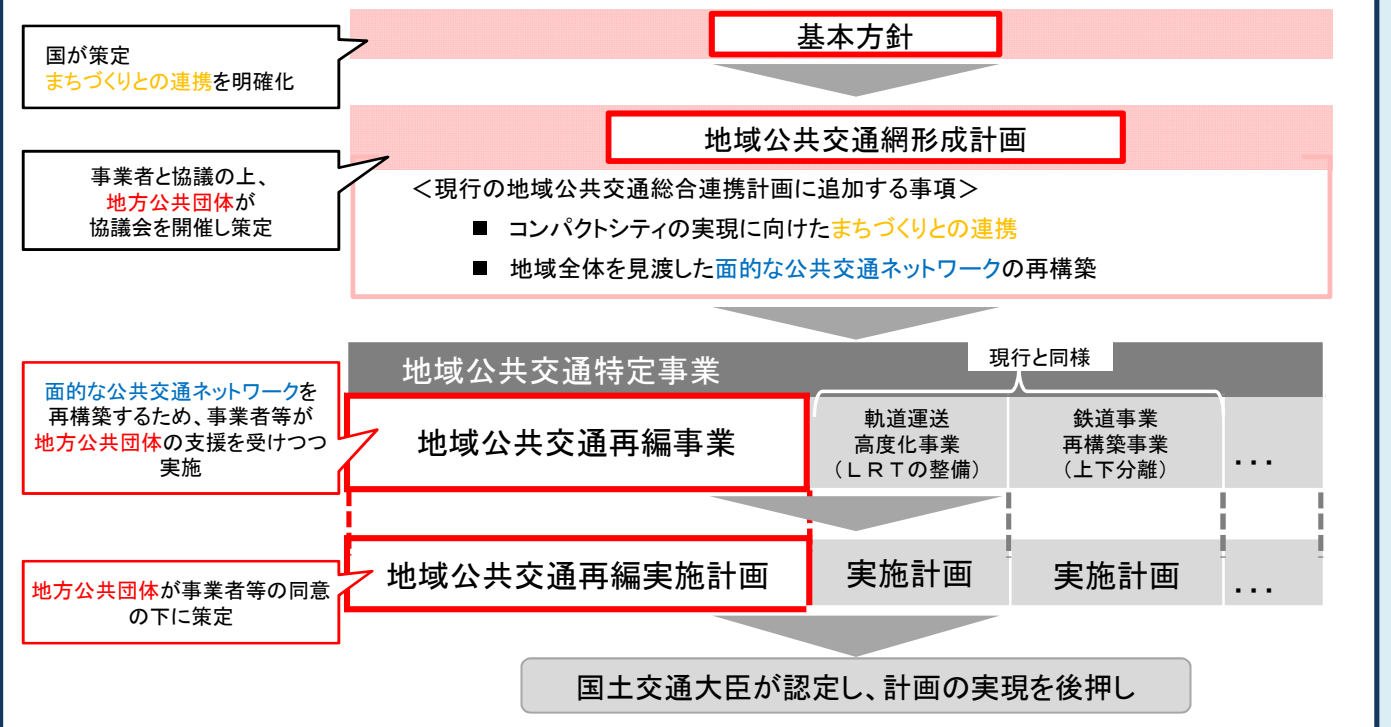 国が策定
まちづくりとの連携を明確化
基本方針
事業者と協議の上、
地方公共団体が
協議会を開催し策定
地域公共交通網形成計画
＜現行の地域公共交通総合連携計画に追加する事項＞
■ コンパクトシティの実現に向けたまちづくりとの連携
■ 地域全体を見渡した面的な公共交通ネットワークの再構築
地域公共交通特定事業
現行と同様
面的な公共交通ネットワークを
再構築するため、事業者等が
地方公共団体の支援を受けつつ
実施
地域公共交通再編事業
軌道運送
高度化事業
（ＬＲＴの整備）
鉄道事業
再構築事業
（上下分離）
...
地方公共団体が事業者等の同意
の下に策定
地域公共交通再編実施計画
実施計画
実施計画
...
国土交通大臣が認定し、計画の実現を後押し